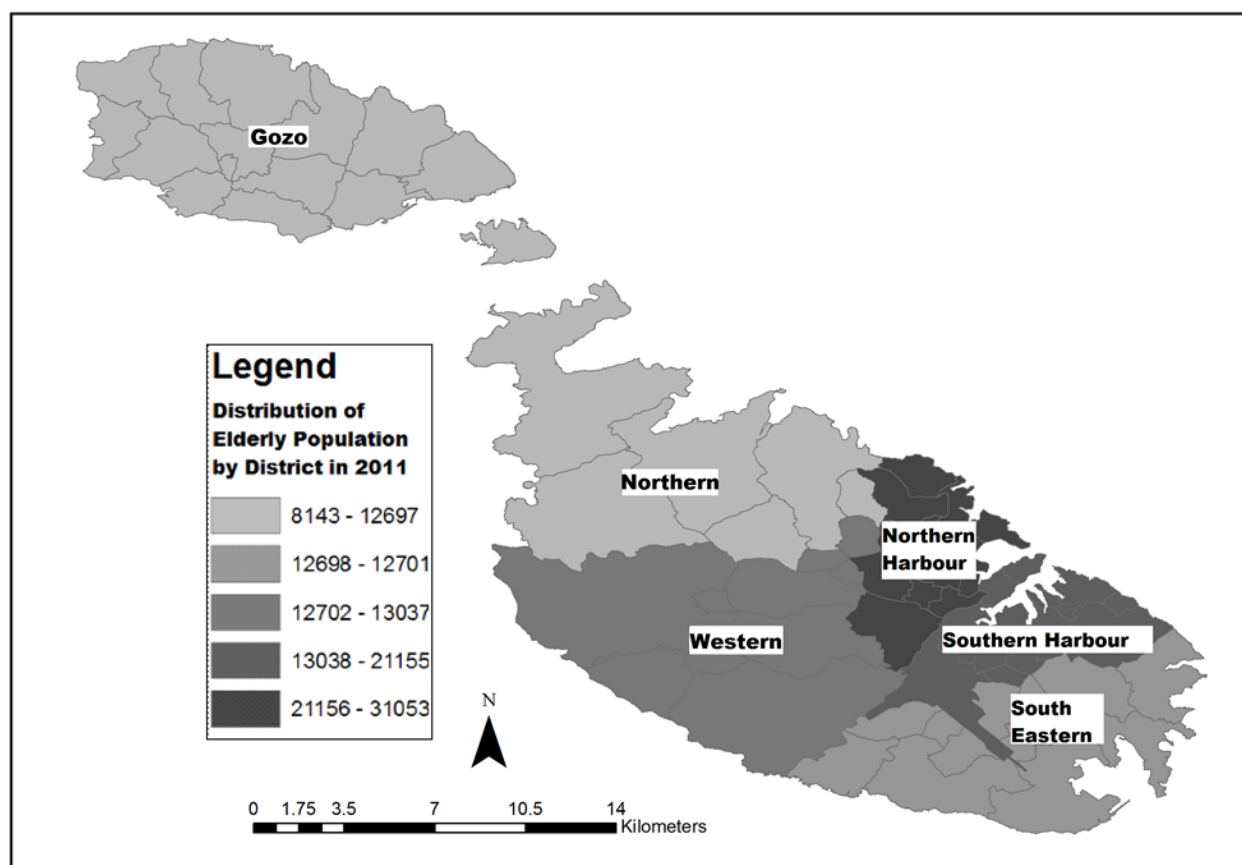 Gozo
Legend
Distribution of
Elderly Population
by District in 2011
8143 - 12697
12698 - 12701
12702 - 13037
13038 - 21155
21156 - 31053
Northern
Northern
Harbour
Western
Southern Harbour
South
Eastern
N
0 1.75 3.5 7 10.5 14
Kilometers